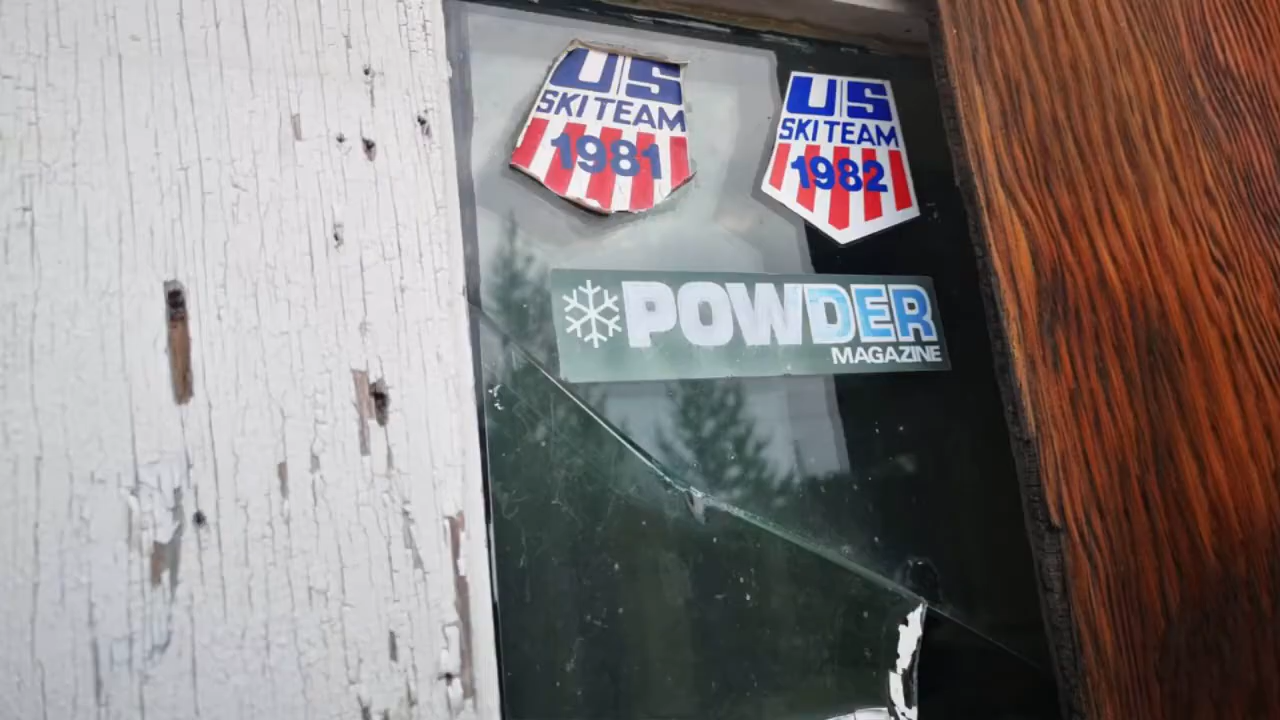 US
SKI TEAM
1981
US
SKI TEAM
1982
POWDER
MAGAZINE